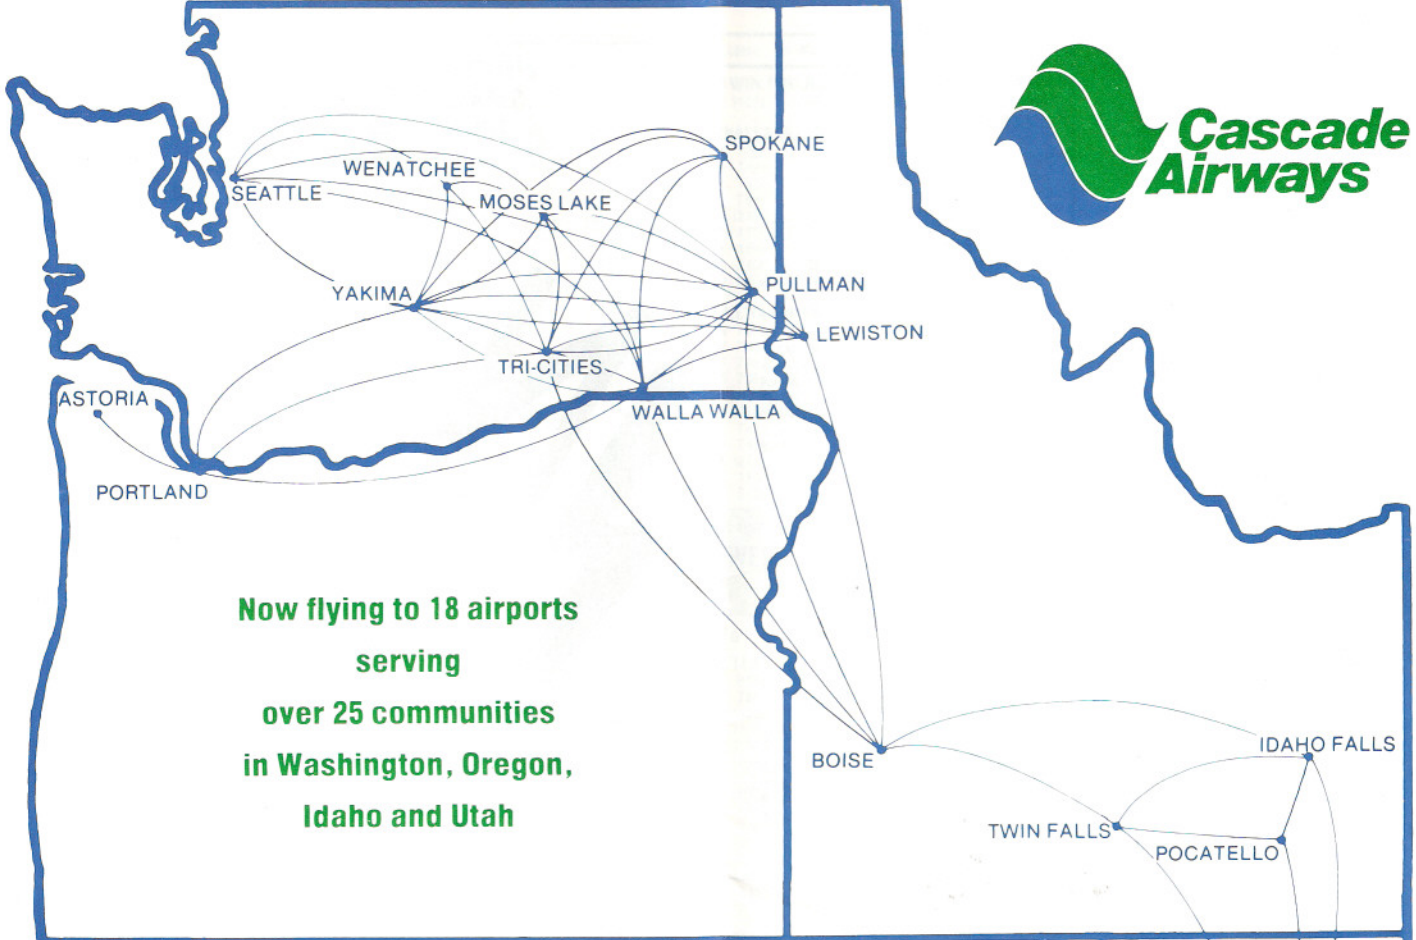 Cascade
Airways
SPOKANE
WENATCHEE
SEATTLE
MOSES LAKE
PULLMAN
YAKIMA
LEWISTON
TRI-CITIES
ASTORIA
WALLA WALLA
PORTLAND
Now flying to 18 airports
serving
over 25 communities
in Washington, Oregon,
Idaho and Utah
IDAHO FALLS
BOISE
TWIN FALLS
POCATELLO